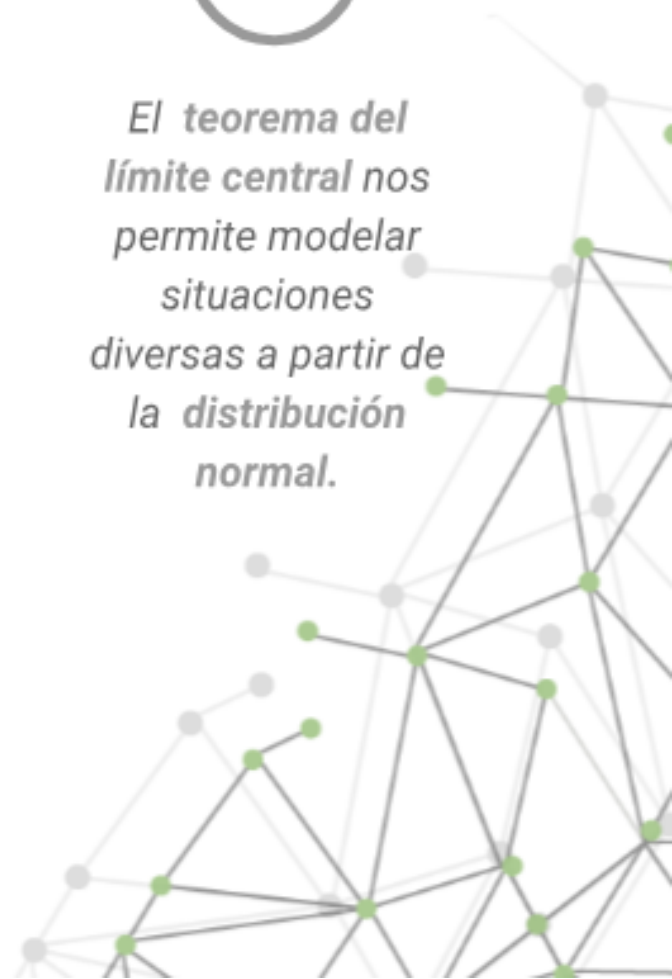 El teorema del
límite central nos
permite modelar
situaciones
diversas a partir de
la distribución
normal.